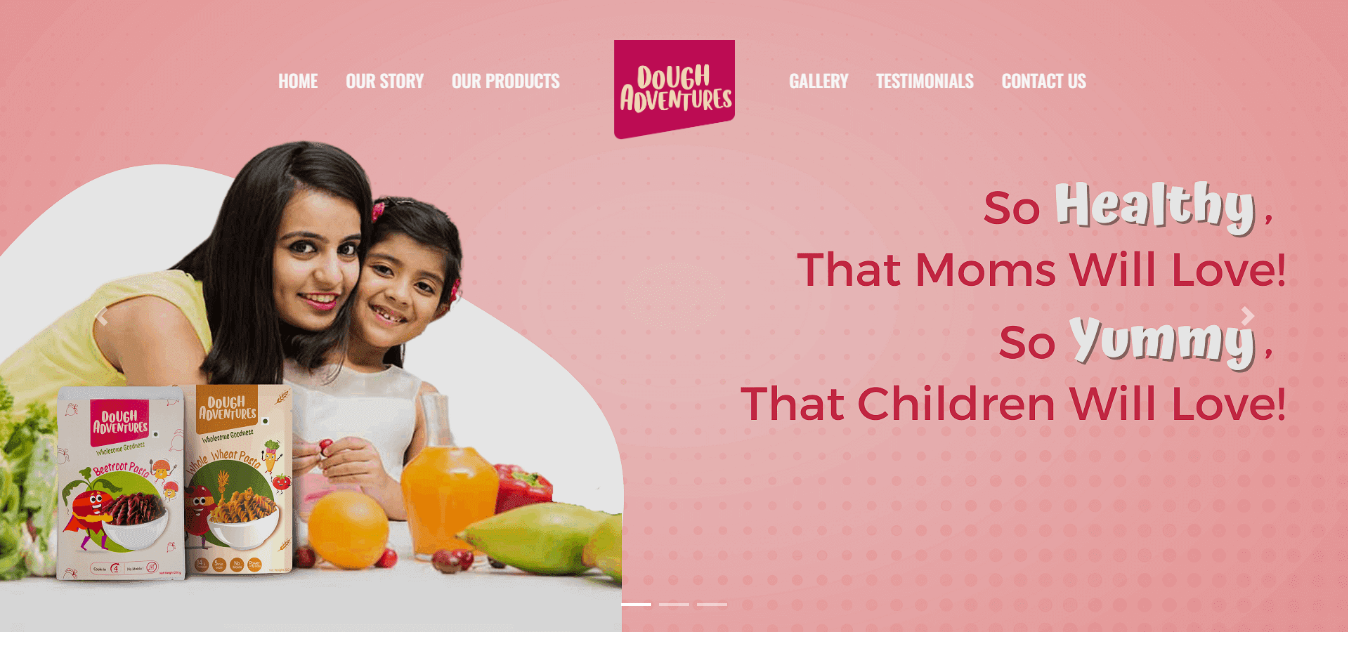 HOME OUR STORY OUR PRODUCTS
DOUGH
ADVENTURES
GALLERY TESTIMONIALS CONTACT US
So Healthy ,
That Moms Will Love!
So Yummy ,
That Children Will Love!
DOUGH
ADVENTURES
Wholesome Goodness
Beetroot Pasta
DOUGH
ADVENTURES
Wholesome Goodness
Whole Wheat Pasta